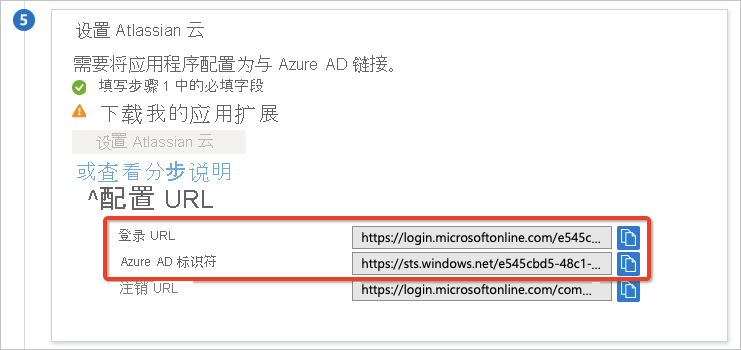 5
设置 Atlassian 云
需要将应用程序配置为与 Azure AD 链接。
填写步骤 1 中的必填字段
下载我的应用扩展
设置 Atlassian 云
或查看分步说明
^配置 URL
登录 URL https://login.microsoftonline.com/e545c...
Azure AD 标识符 https://sts.windows.net/e545cbd5-48c1-...
注销 URL https://login.microsoftonline.com/com...